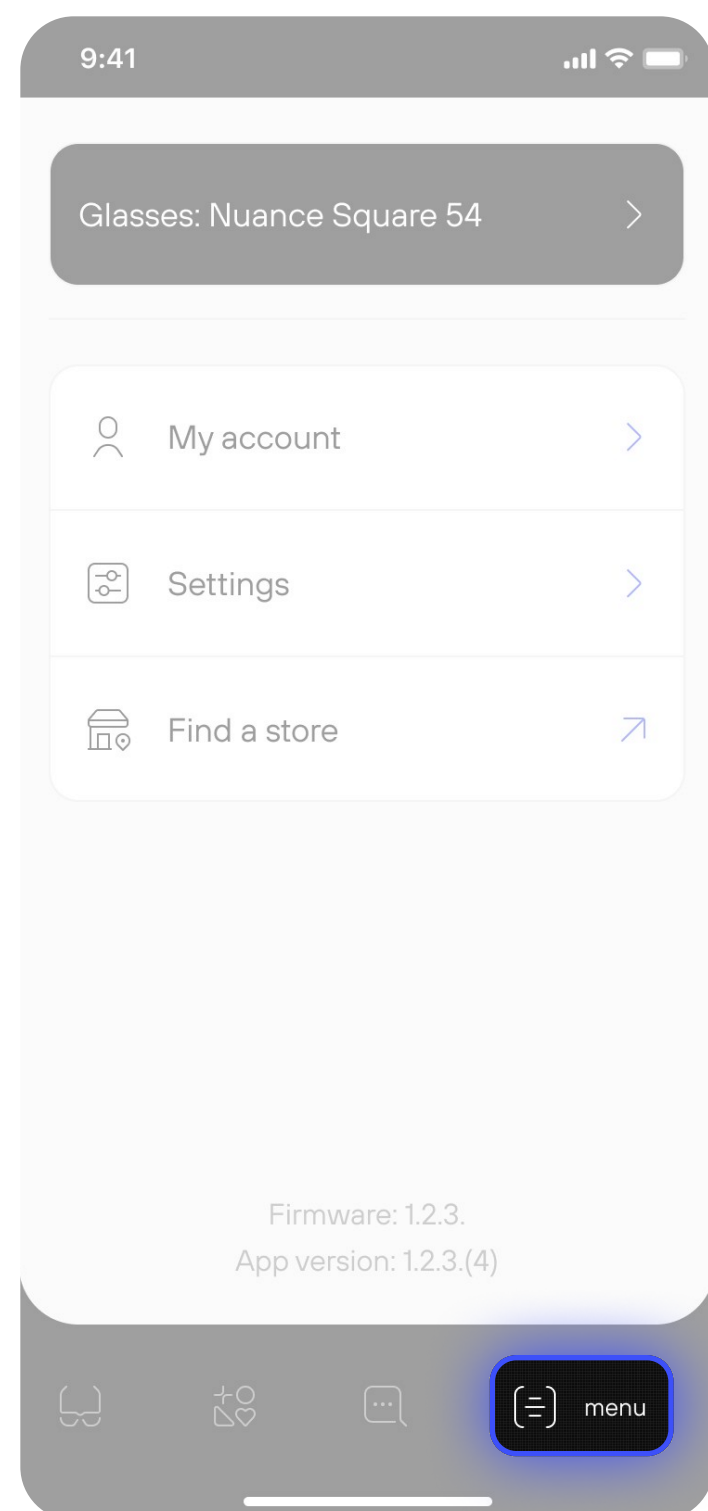 9:41
Glasses: Nuance Square 54
My account
Settings
Find a store
Firmware: 1.2.3.
App version: 1.2.3.(4)
menu